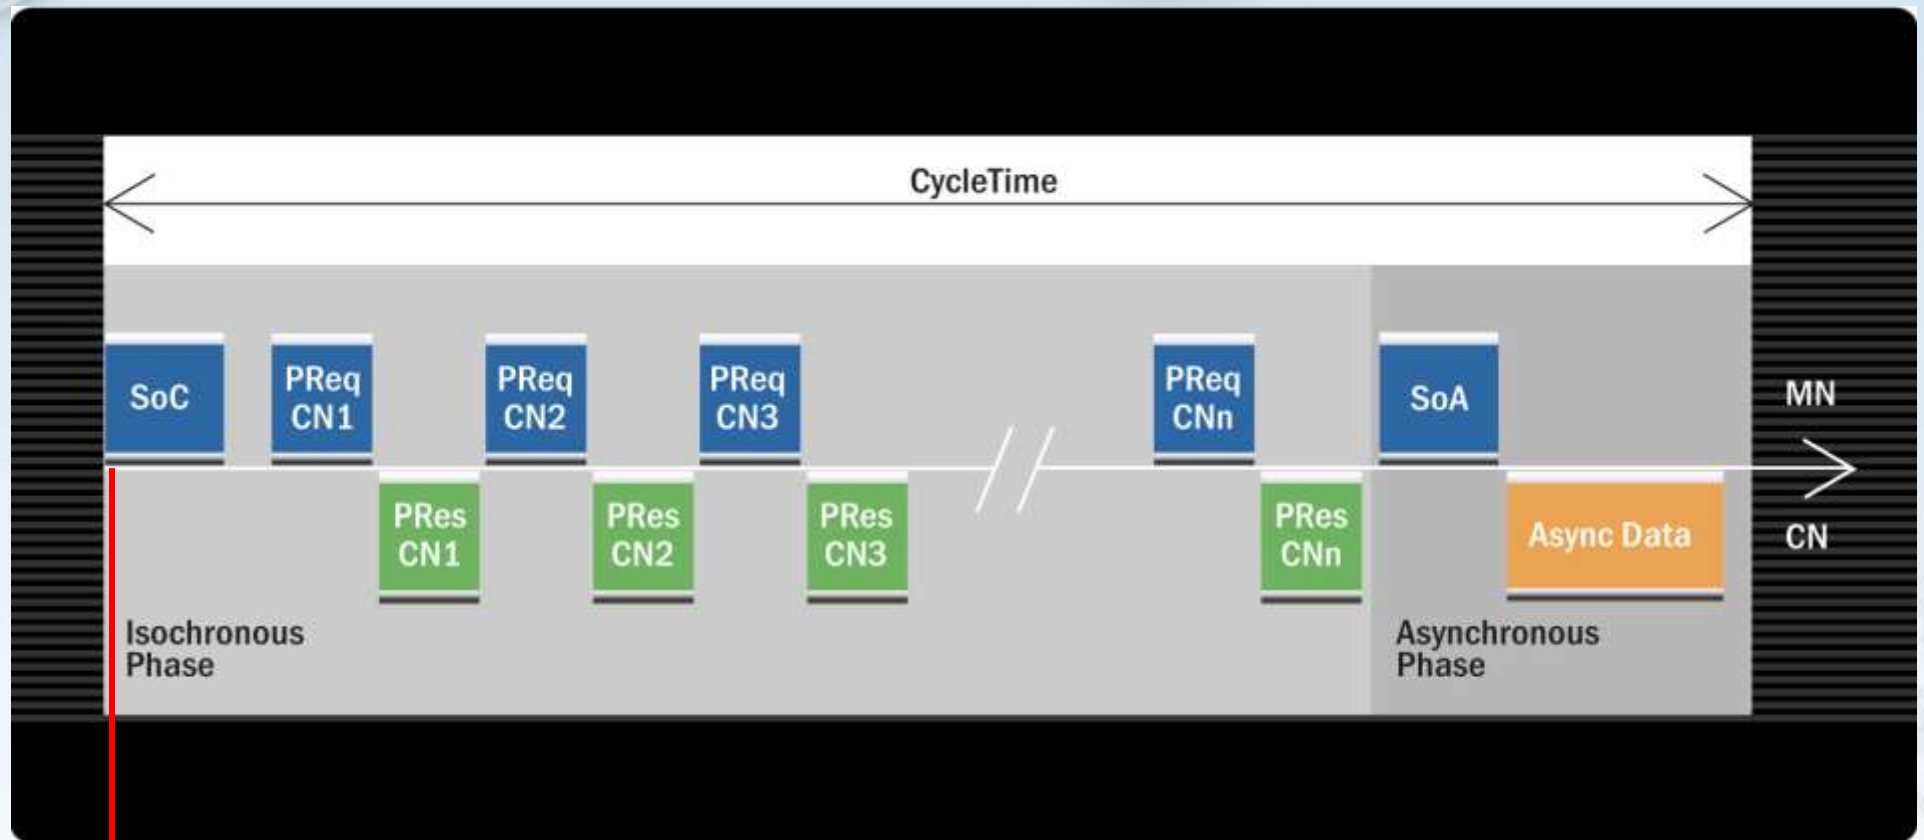 CycleTime
SoC
PReq
CN1
PReq
CN2
PReq
CN3
PReq
CNn
SoA
MN
PRes
CN1
PRes
CN2
PRes
CN3
PRes
CNn
Async Data
CN
Isochronous
Phase
Asynchronous
Phase